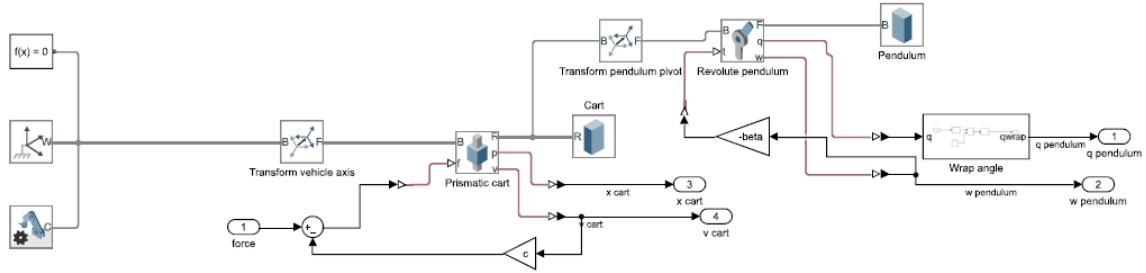 f(x) = 0
W
C
B
F
Transform vehicle axis
B
F
f
p
v
Prismatic cart
Cart
R
B
F
Transform pendulum pivot
B
F
t
q
w
Revolute pendulum
B
Pendulum
-beta
q
qwrap
Wrap angle
q pendulum
1
q pendulum
w pendulum
2
w pendulum
x cart
3
x cart
v cart
4
v cart
1
force
+
-
c